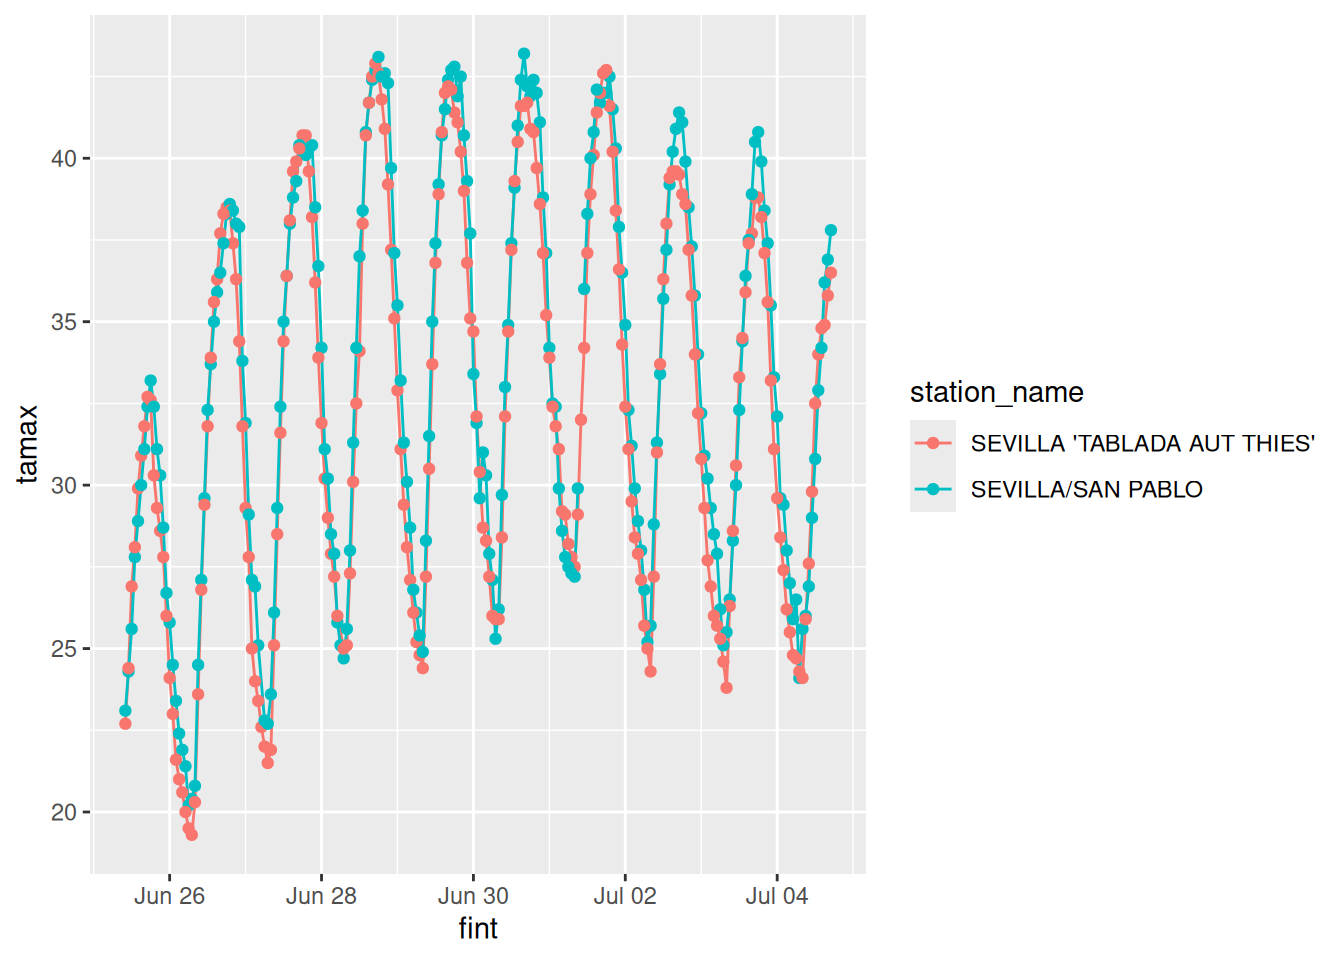 40
35
30
25
20
tamax
Jun 26
Jun 28
Jun 30
Jul 02
Jul 04
fint
station_name
SEVILLA 'TABLADA AUT THIES'
SEVILLA/SAN PABLO